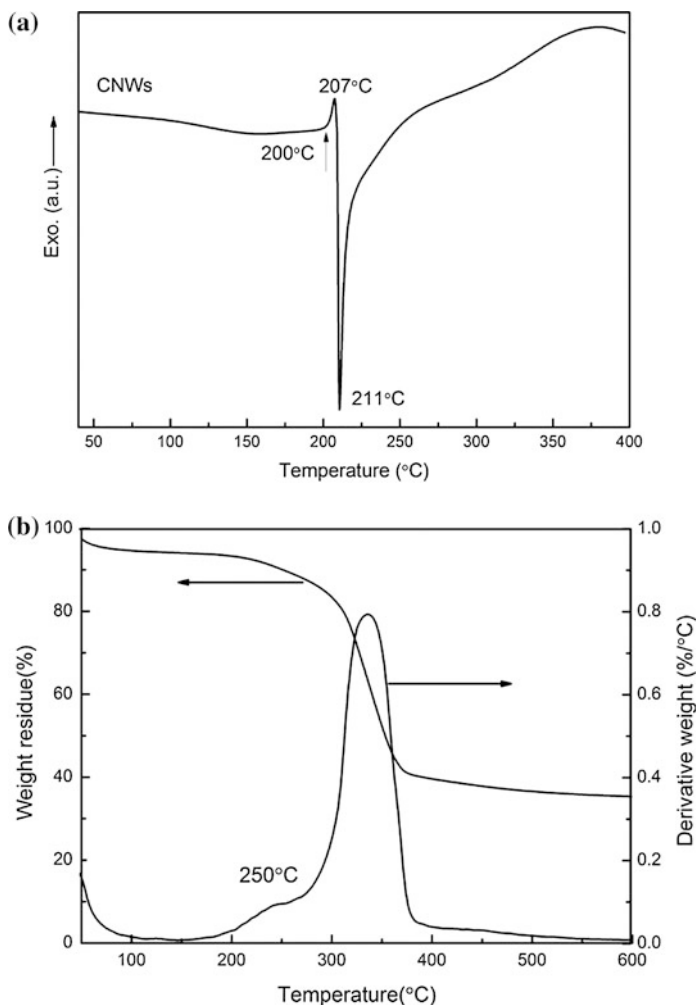 (a)
CNWs
207°C
200°C
211°C
Exo. (a.u.)
50 100 150 200 250 300 350 400
Temperature (°C)
(b)
100
80
60
40
20
0
Weight residue(%)
250°C
1.0
0.8
0.6
0.4
0.2
0.0
Derivative weight (%/°C)
100 200 300 400 500 600
Temperature(°C)